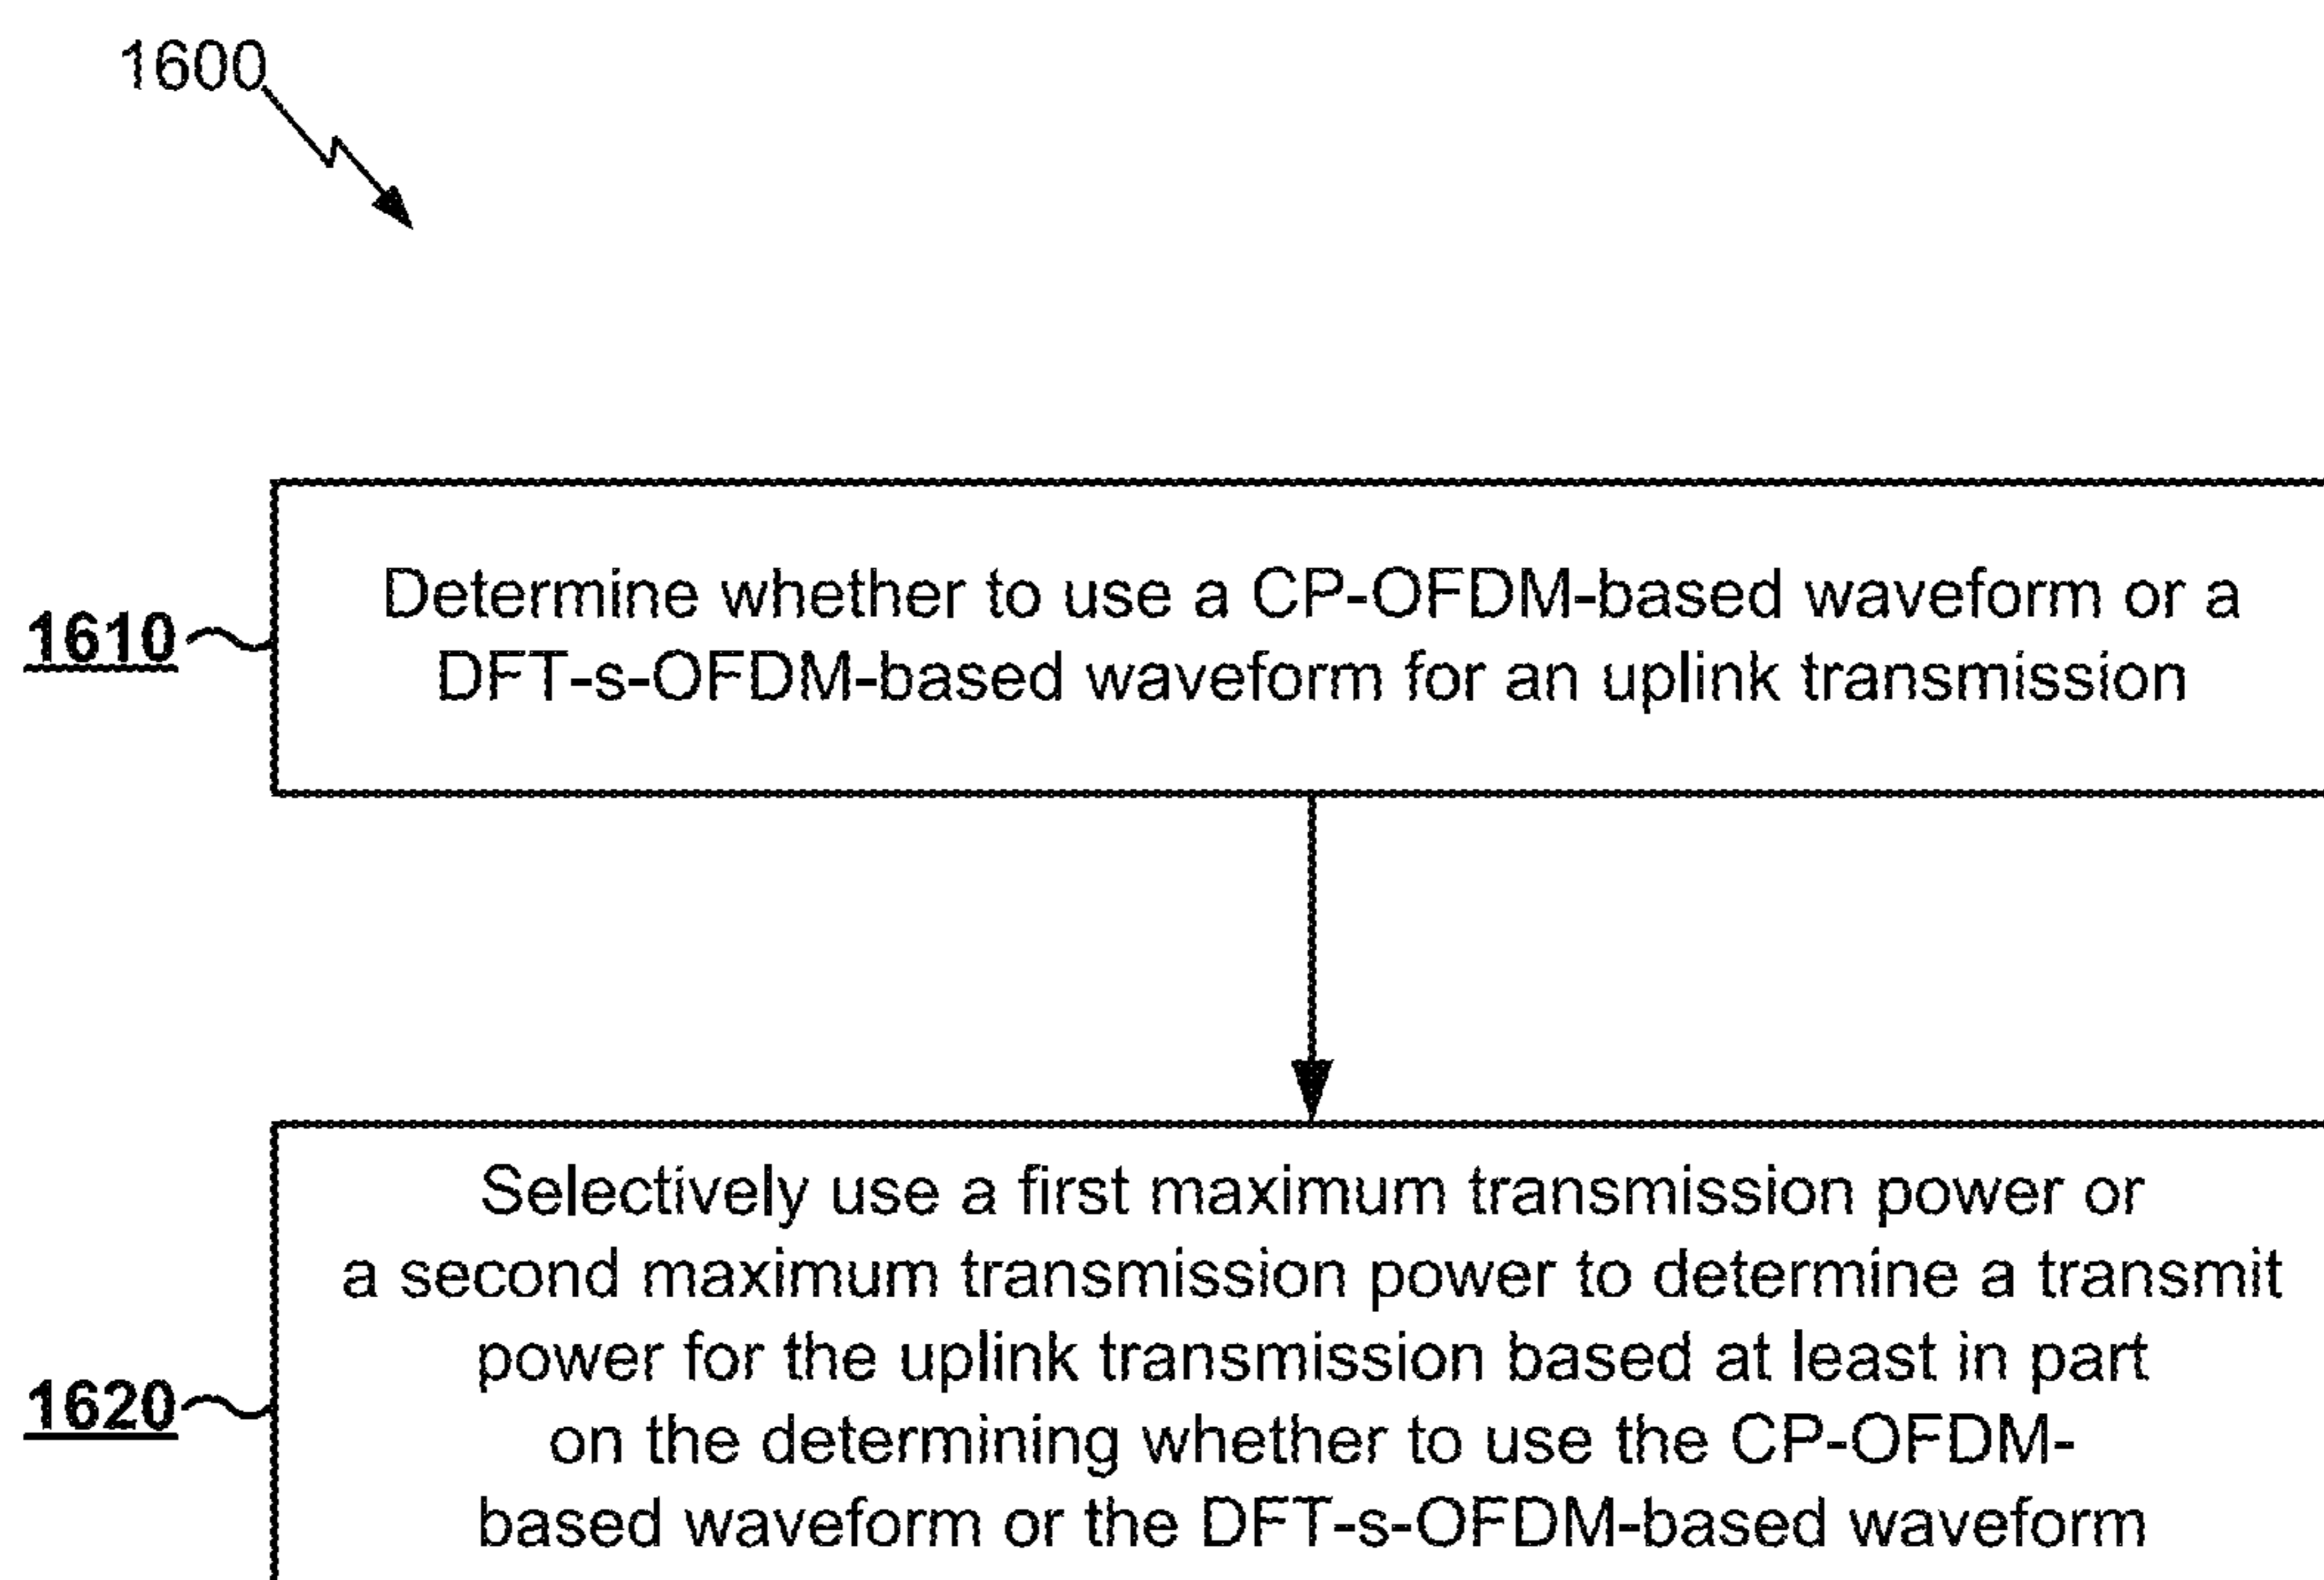 1600
1610
Determine whether to use a CP-OFDM-based waveform or a
DFT-s-OFDM-based waveform for an uplink transmission
1620
Selectively use a first maximum transmission power or
a second maximum transmission power to determine a transmit
power for the uplink transmission based at least in part
on the determining whether to use the CP-OFDM-
based waveform or the DFT-s-OFDM-based waveform